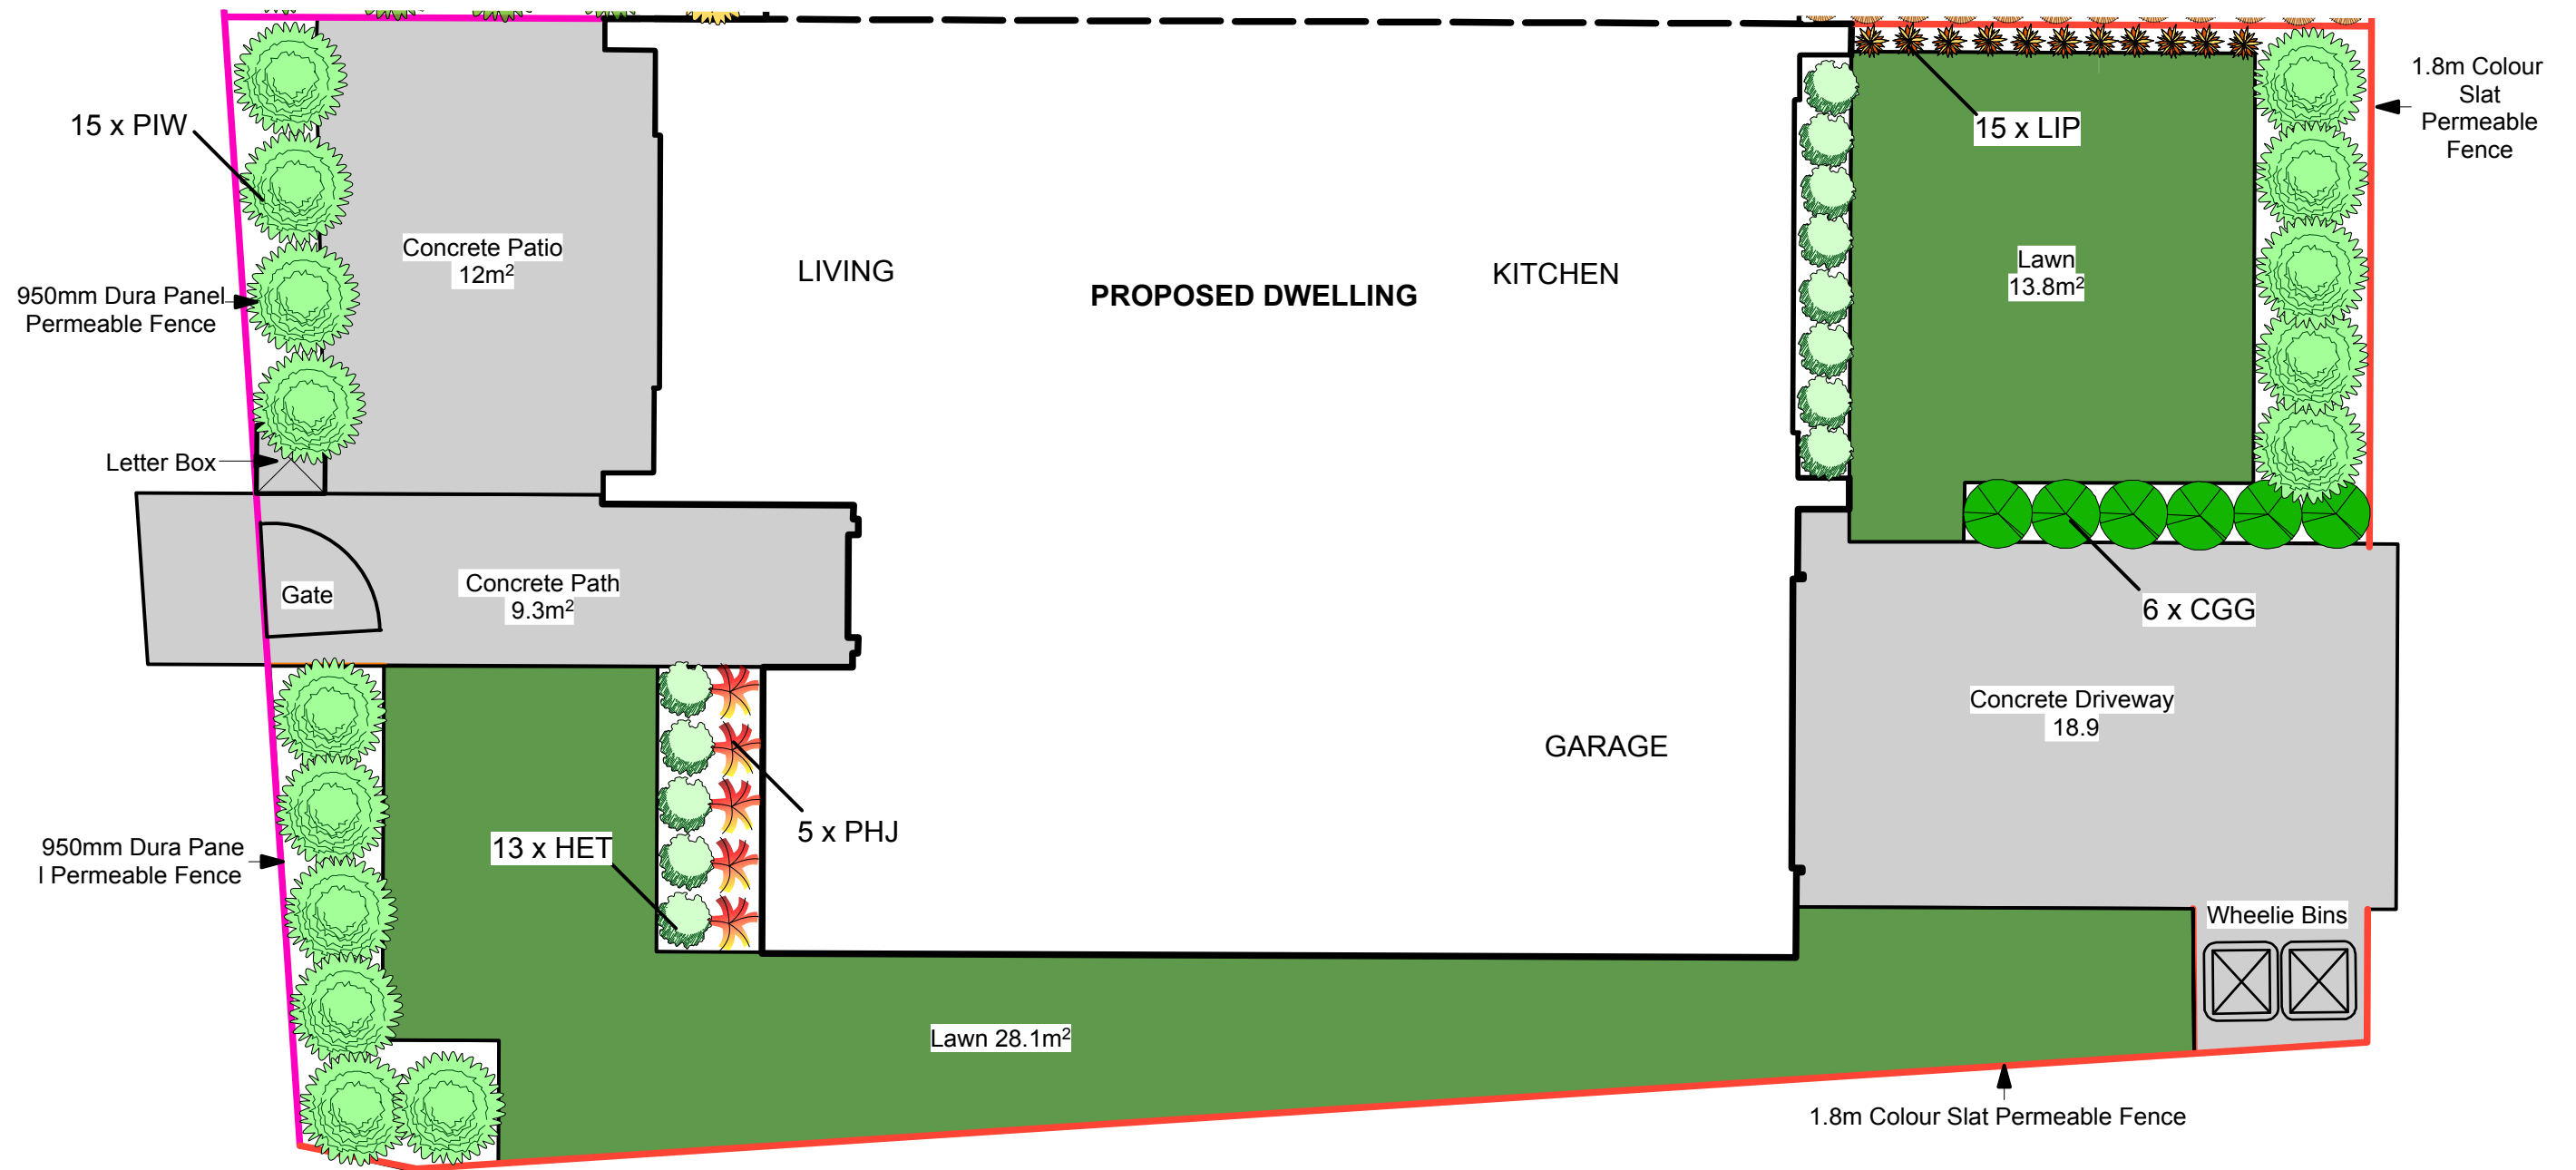 1.8m Colour
Slat
Permeable
Fence
15 x PIW
15 x LIP
Concrete Patio
12m²
LIVING
PROPOSED DWELLING
KITCHEN
Lawn
13.8m²
950mm Dura Panel
Permeable Fence
Letter Box
Gate
Concrete Path
9.3m²
6 x CGG
Concrete Driveway
18.9
GARAGE
5 x PHJ
13 x HET
950mm Dura Pane
l Permeable Fence
Wheelie Bins
Lawn 28.1m²
1.8m Colour Slat Permeable Fence